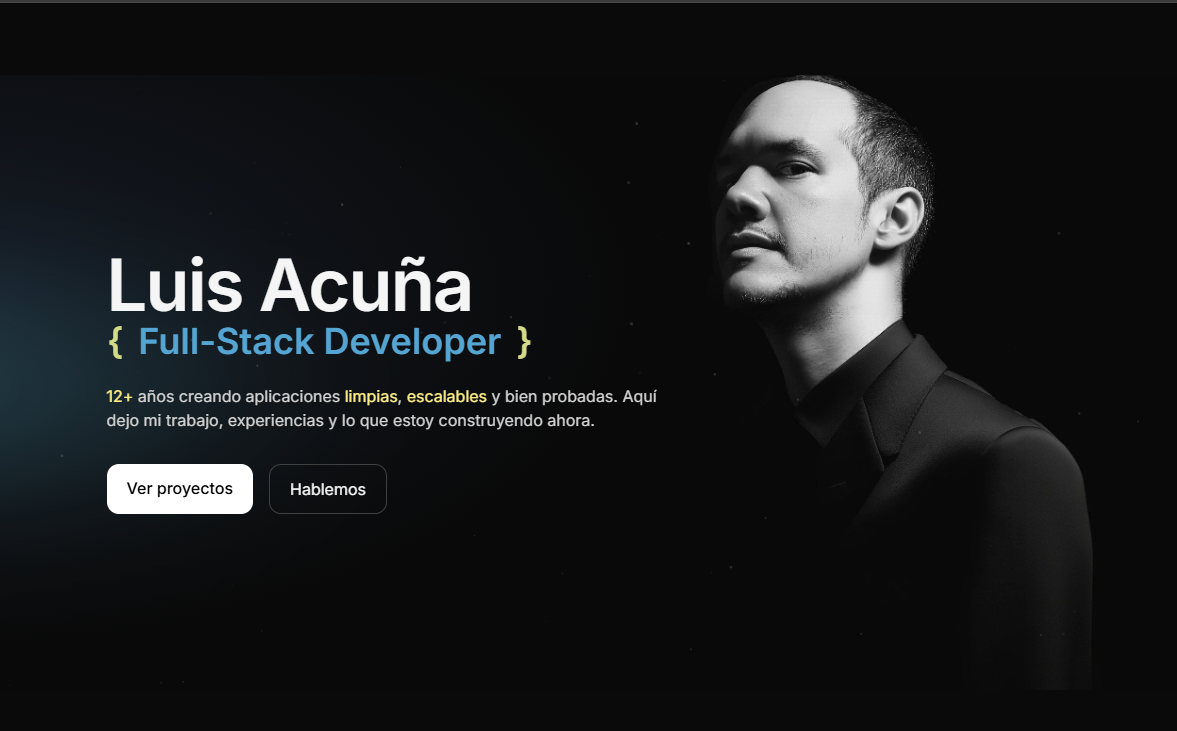 Luis Acuña
{ Full-Stack Developer }
12+ años creando aplicaciones limpias, escalables y bien probadas. Aquí
dejo mi trabajo, experiencias y lo que estoy construyendo ahora.
Ver proyectos
Hablemos